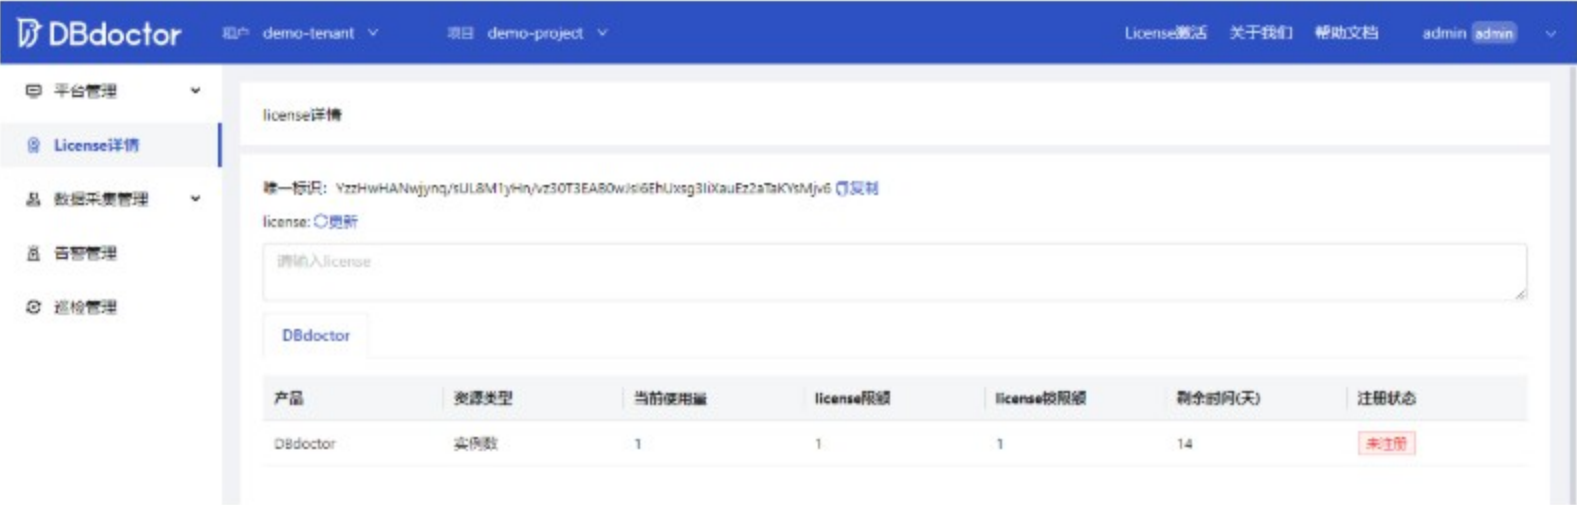 DBdoctor 租户 demo-tenant 项目 demo-project License激活 关于我们 帮助文档 admin admin
平台管理
License详情
数据采集管理
告警管理
巡检管理
license详情
唯一标识: 复制
license: 更新
请输入license
DBdoctor
产品 资源类型 当前使用量 license限额 license软限额 剩余时间(天) 注册状态
DBdoctor 实例数 1 1 1 14 未注册